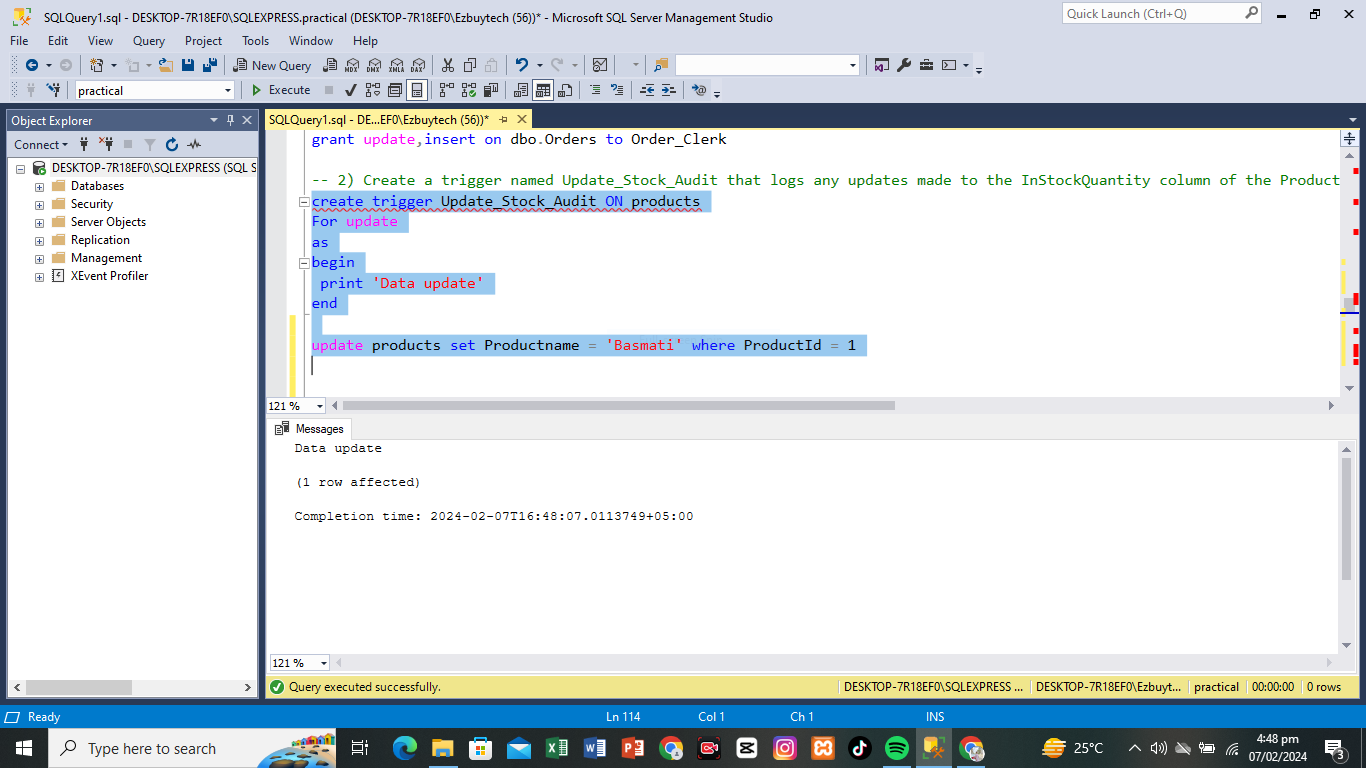 SQLQuery1.sql - DESKTOP-7R18EF0\SQLEXPRESS.practical (DESKTOP-7R18EF0\Ezbuytech (56))* - Microsoft SQL Server Management Studio
Quick Launch (Ctrl+Q)
File Edit View Query Project Tools Window Help
New Query
MDX DMX XMLA DAX
practical
Execute
Object Explorer
SQLQuery1.sql - DE...EF0\Ezbuytech (56))*
Connect
DESKTOP-7R18EF0\SQLEXPRESS (SQL S
Databases
Security
Server Objects
Replication
Management
XEvent Profiler
grant update,insert on dbo.Orders to Order_Clerk
-- 2) Create a trigger named Update_Stock_Audit that logs any updates made to the InStockQuantity column of the Product
create trigger Update_Stock_Audit ON products
For update
as
begin
print 'Data update'
end
update products set Productname = 'Basmati' where ProductId = 1
121 %
Messages
Data update
(1 row affected)
Completion time: 2024-02-07T16:48:07.0113749+05:00
121 %
Query executed successfully.
DESKTOP-7R18EF0\SQLEXPRESS ... DESKTOP-7R18EF0\Ezbuyt... practical 00:00:00 0 rows
Ready
Ln 114 Col 1 Ch 1 INS
Type here to search
25°C
4:48 pm
07/02/2024
3